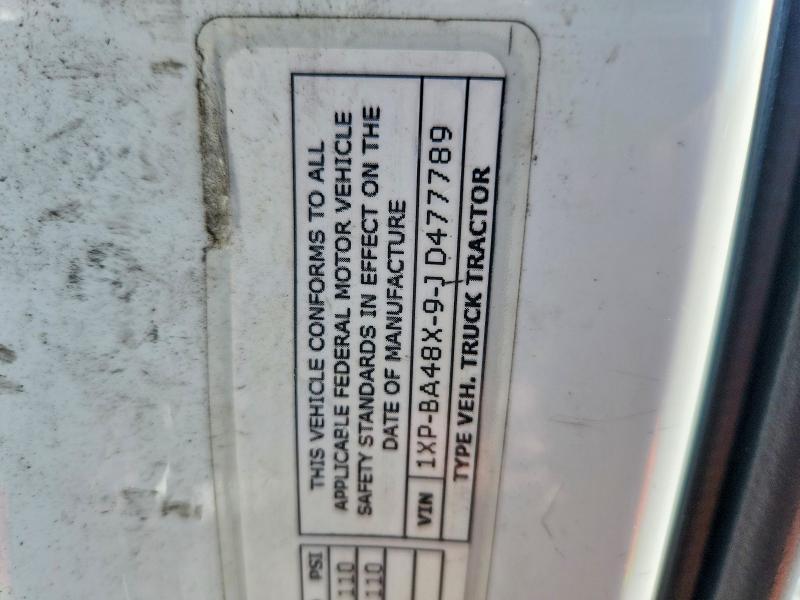 THIS VEHICLE CONFORMS TO ALL
APPLICABLE FEDERAL MOTOR VEHICLE
SAFETY STANDARDS IN EFFECT ON THE
DATE OF MANUFACTURE
VIN 1XP-BA48X-9-JD477789
TYPE VEH. TRUCK TRACTOR
PSI
110
110